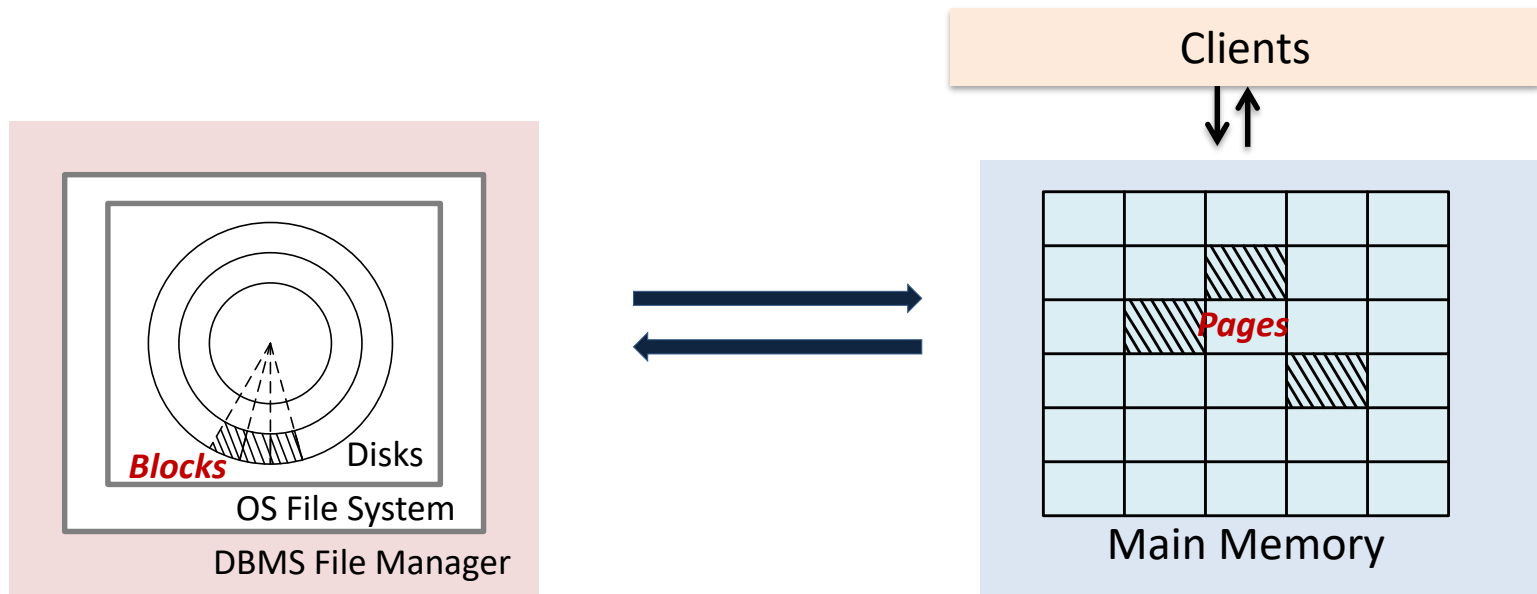 Clients
Pages
Blocks
Disks
OS File System
DBMS File Manager
Main Memory